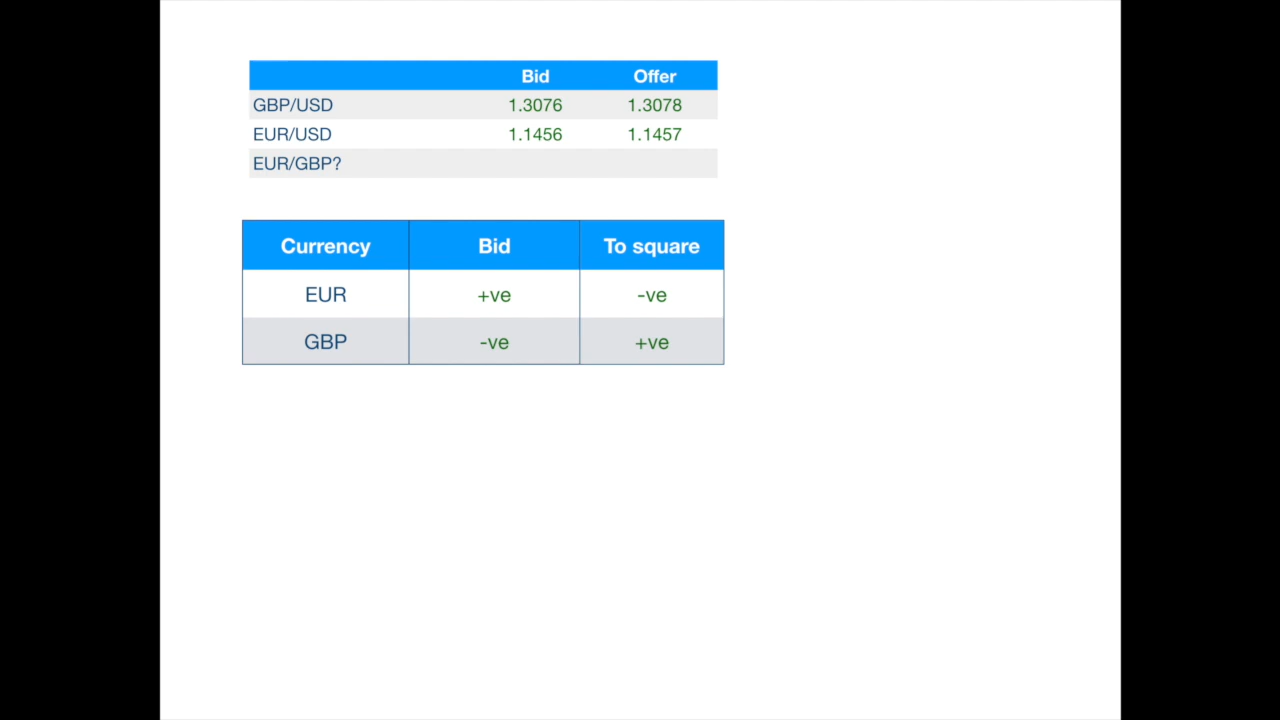 Bid Offer
GBP/USD 1.3076 1.3078
EUR/USD 1.1456 1.1457
EUR/GBP?
Currency Bid To square
EUR +ve -ve
GBP -ve +ve